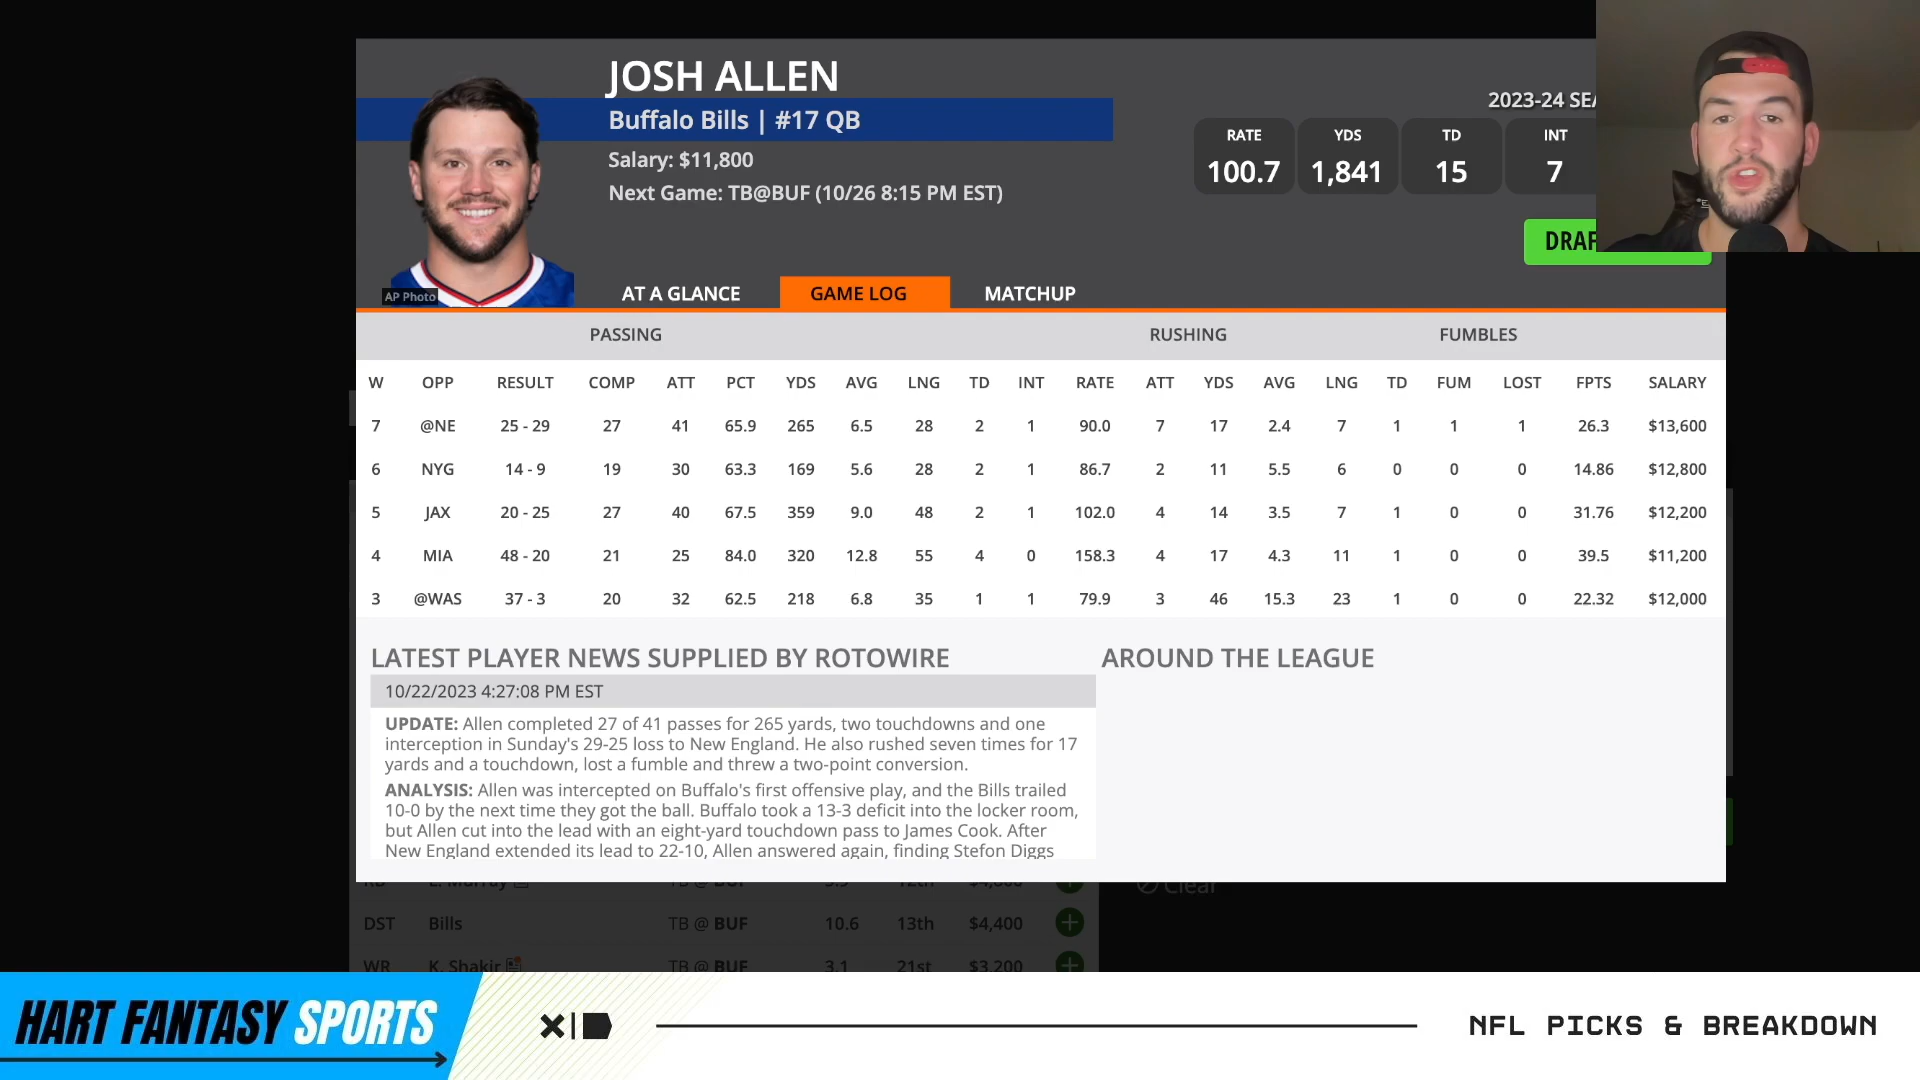 JOSH ALLEN
Buffalo Bills | #17 QB
Salary: $11,800
Next Game: TB@BUF (10/26 8:15 PM EST)
2023-24 SEA
RATE YDS TD INT
100.7 1,841 15 7
DRAF
AP Photo
AT A GLANCE GAME LOG MATCHUP
PASSING RUSHING FUMBLES
W OPP RESULT COMP ATT PCT YDS AVG LNG TD INT RATE ATT YDS AVG LNG TD FUM LOST FPTS SALARY
7 @NE 25 - 29 27 41 65.9 265 6.5 28 2 1 90.0 7 17 2.4 7 1 1 1 26.3 $13,600
6 NYG 14 - 9 19 30 63.3 169 5.6 28 2 1 86.7 2 11 5.5 6 0 0 0 14.86 $12,800
5 JAX 20 - 25 27 40 67.5 359 9.0 48 2 1 102.0 4 14 3.5 7 1 0 0 31.76 $12,200
4 MIA 48 - 20 21 25 84.0 320 12.8 55 4 0 158.3 4 17 4.3 11 1 0 0 39.5 $11,200
3 @WAS 37 - 3 20 32 62.5 218 6.8 35 1 1 79.9 3 46 15.3 23 1 0 0 22.32 $12,000
LATEST PLAYER NEWS SUPPLIED BY ROTOWIRE
AROUND THE LEAGUE
10/22/2023 4:27:08 PM EST
UPDATE: Allen completed 27 of 41 passes for 265 yards, two touchdowns and one
interception in Sunday's 29-25 loss to New England. He also rushed seven times for 17
yards and a touchdown, lost a fumble and threw a two-point conversion.
ANALYSIS: Allen was intercepted on Buffalo's first offensive play, and the Bills trailed
10-0 by the next time they got the ball. Buffalo took a 13-3 deficit into the locker room,
but Allen cut into the lead with an eight-yard touchdown pass to James Cook. After
New England extended its lead to 22-10, Allen answered again, finding Stefon Diggs
RB L. Murray TB @ BUF
Clear
DST Bills TB @ BUF 10.6 13th $4,400
WR K. Shakir TB @ BUF 3.1 21st $3,200
HART FANTASY SPORTS
NFL PICKS & BREAKDOWN